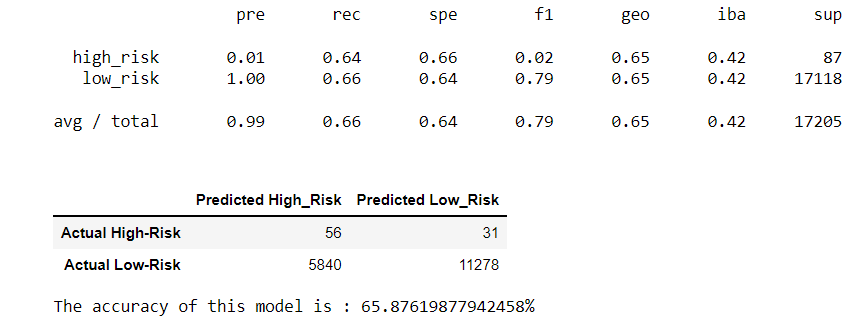 pre rec spe f1 geo iba sup
high_risk 0.01 0.64 0.66 0.02 0.65 0.42 87
low_risk 1.00 0.66 0.64 0.79 0.65 0.42 17118
avg / total 0.99 0.66 0.64 0.79 0.65 0.42 17205
Predicted High_Risk Predicted Low_Risk
Actual High-Risk 56 31
Actual Low-Risk 5840 11278
The accuracy of this model is : 65.87619877942458%